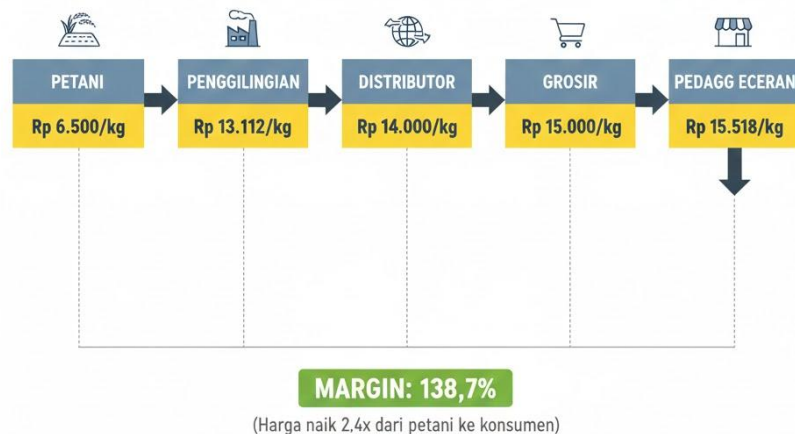 PETANI
Rp 6.500/kg
PENGGILINGIAN
Rp 13.112/kg
DISTRIBUTOR
Rp 14.000/kg
GROSIR
Rp 15.000/kg
PEDAGG ECERAN
Rp 15.518/kg
MARGIN: 138,7%
(Harga naik 2,4x dari petani ke konsumen)